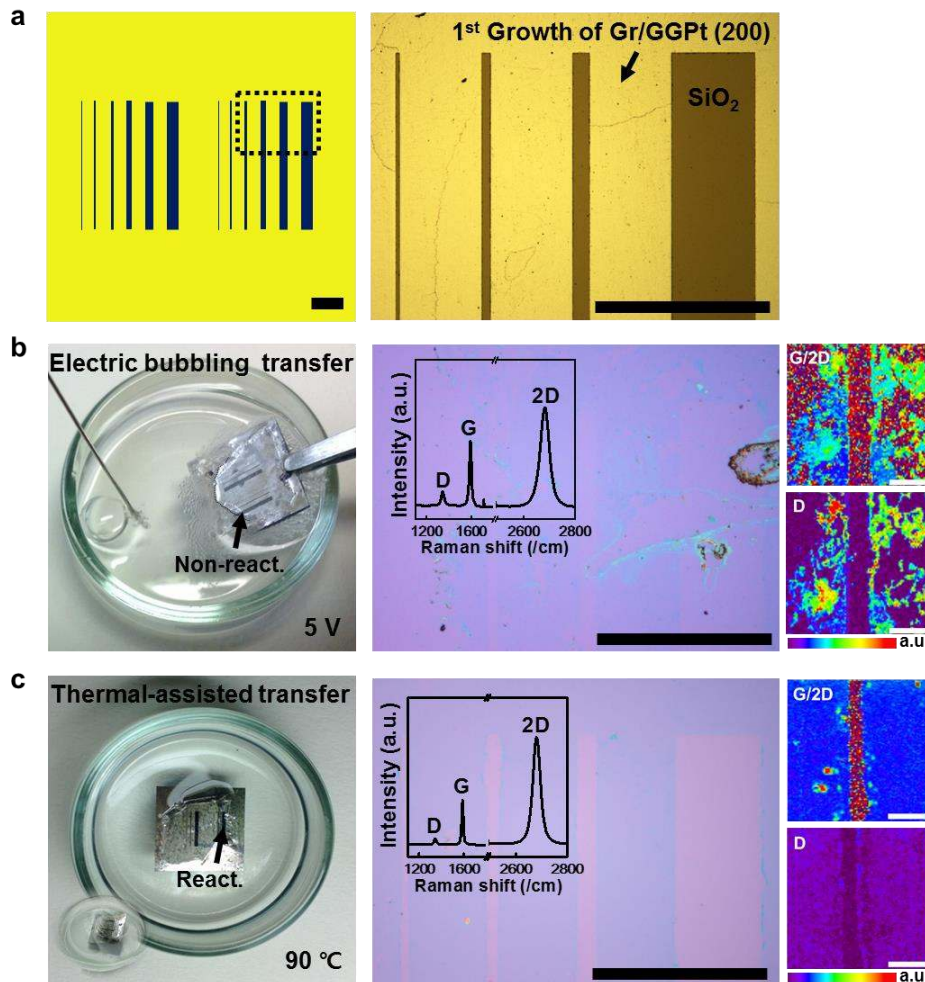 a
1st Growth of Gr/GGPt (200)
SiO2
b
Electric bubbling transfer
Non-react.
5 V
Intensity (a.u.)
D
G
2D
1200 1600 2600 2800
Raman shift (/cm)
G/2D
D
a.u
c
Thermal-assisted transfer
React.
90 ℃
Intensity (a.u.)
D
G
2D
1200 1600 2600 2800
Raman shift (/cm)
G/2D
D
a.u